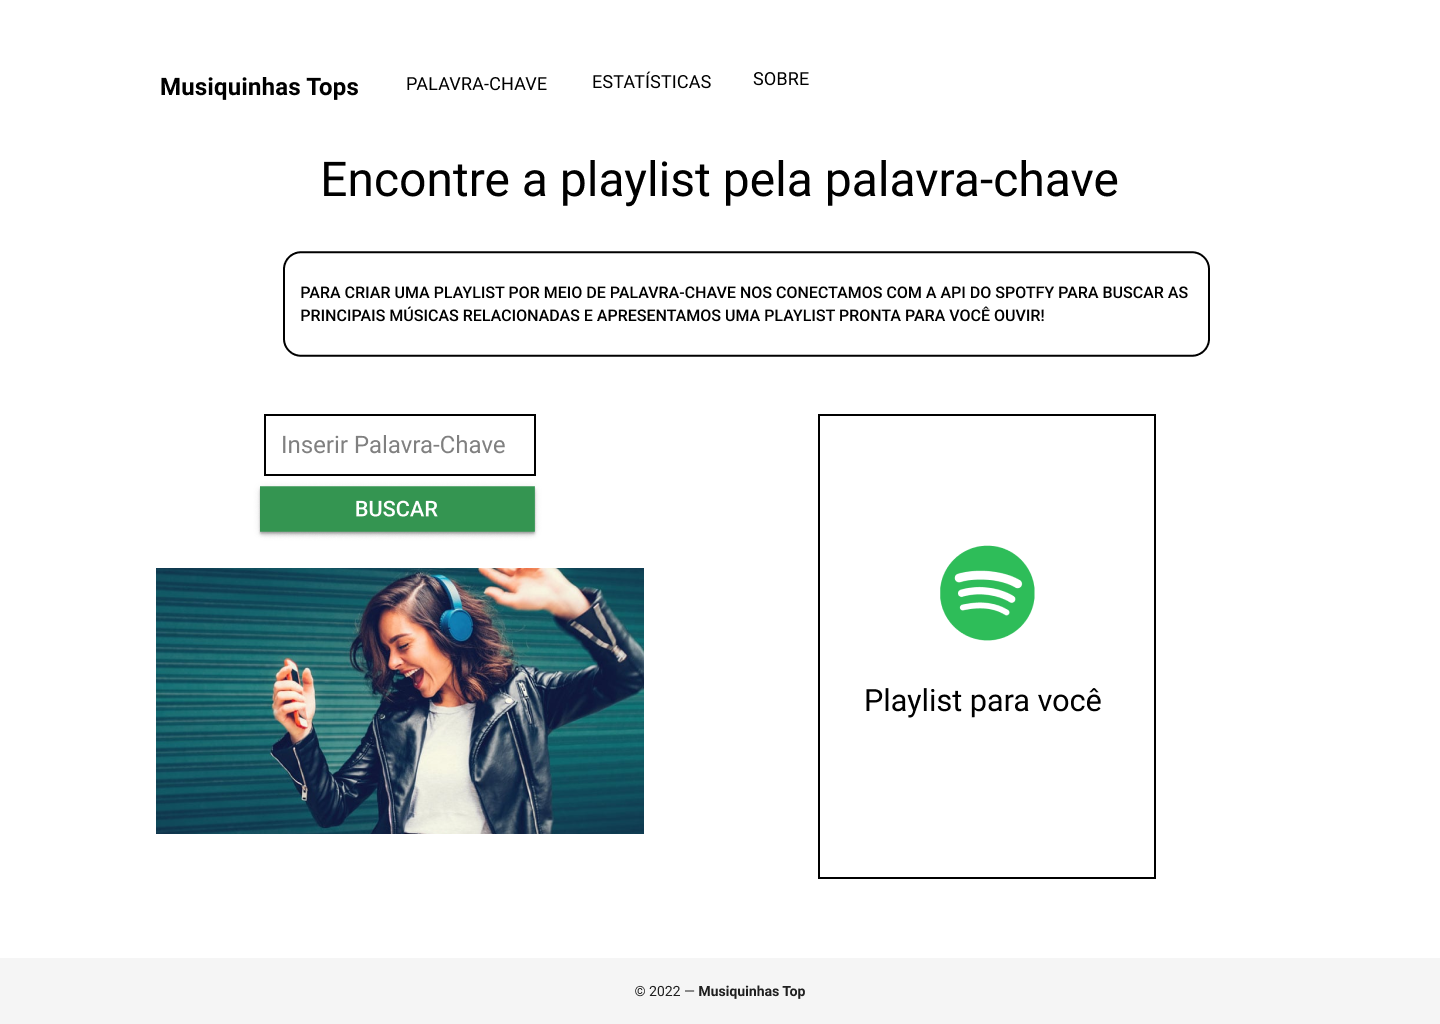 Musiquinhas Tops PALAVRA-CHAVE ESTATÍSTICAS SOBRE
Encontre a playlist pela palavra-chave
PARA CRIAR UMA PLAYLIST POR MEIO DE PALAVRA-CHAVE NOS CONECTAMOS COM A API DO SPOTFY PARA BUSCAR AS
PRINCIPAIS MÚSICAS RELACIONADAS E APRESENTAMOS UMA PLAYLIST PRONTA PARA VOCÊ OUVIR!
Inserir Palavra-Chave
BUSCAR
Playlist para você
© 2022 — Musiquinhas Top